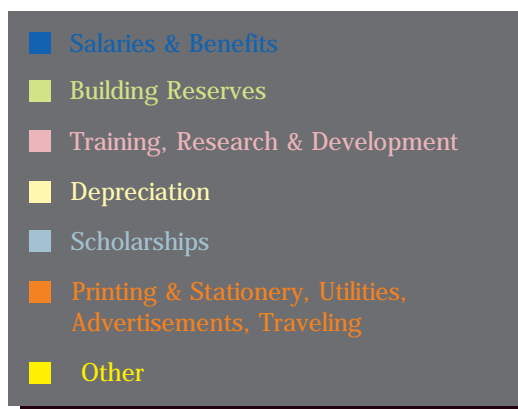 Salaries & Benefits
Building Reserves
Training, Research & Development
Depreciation
Scholarships
Printing & Stationery, Utilities,
Advertisements, Traveling
Other